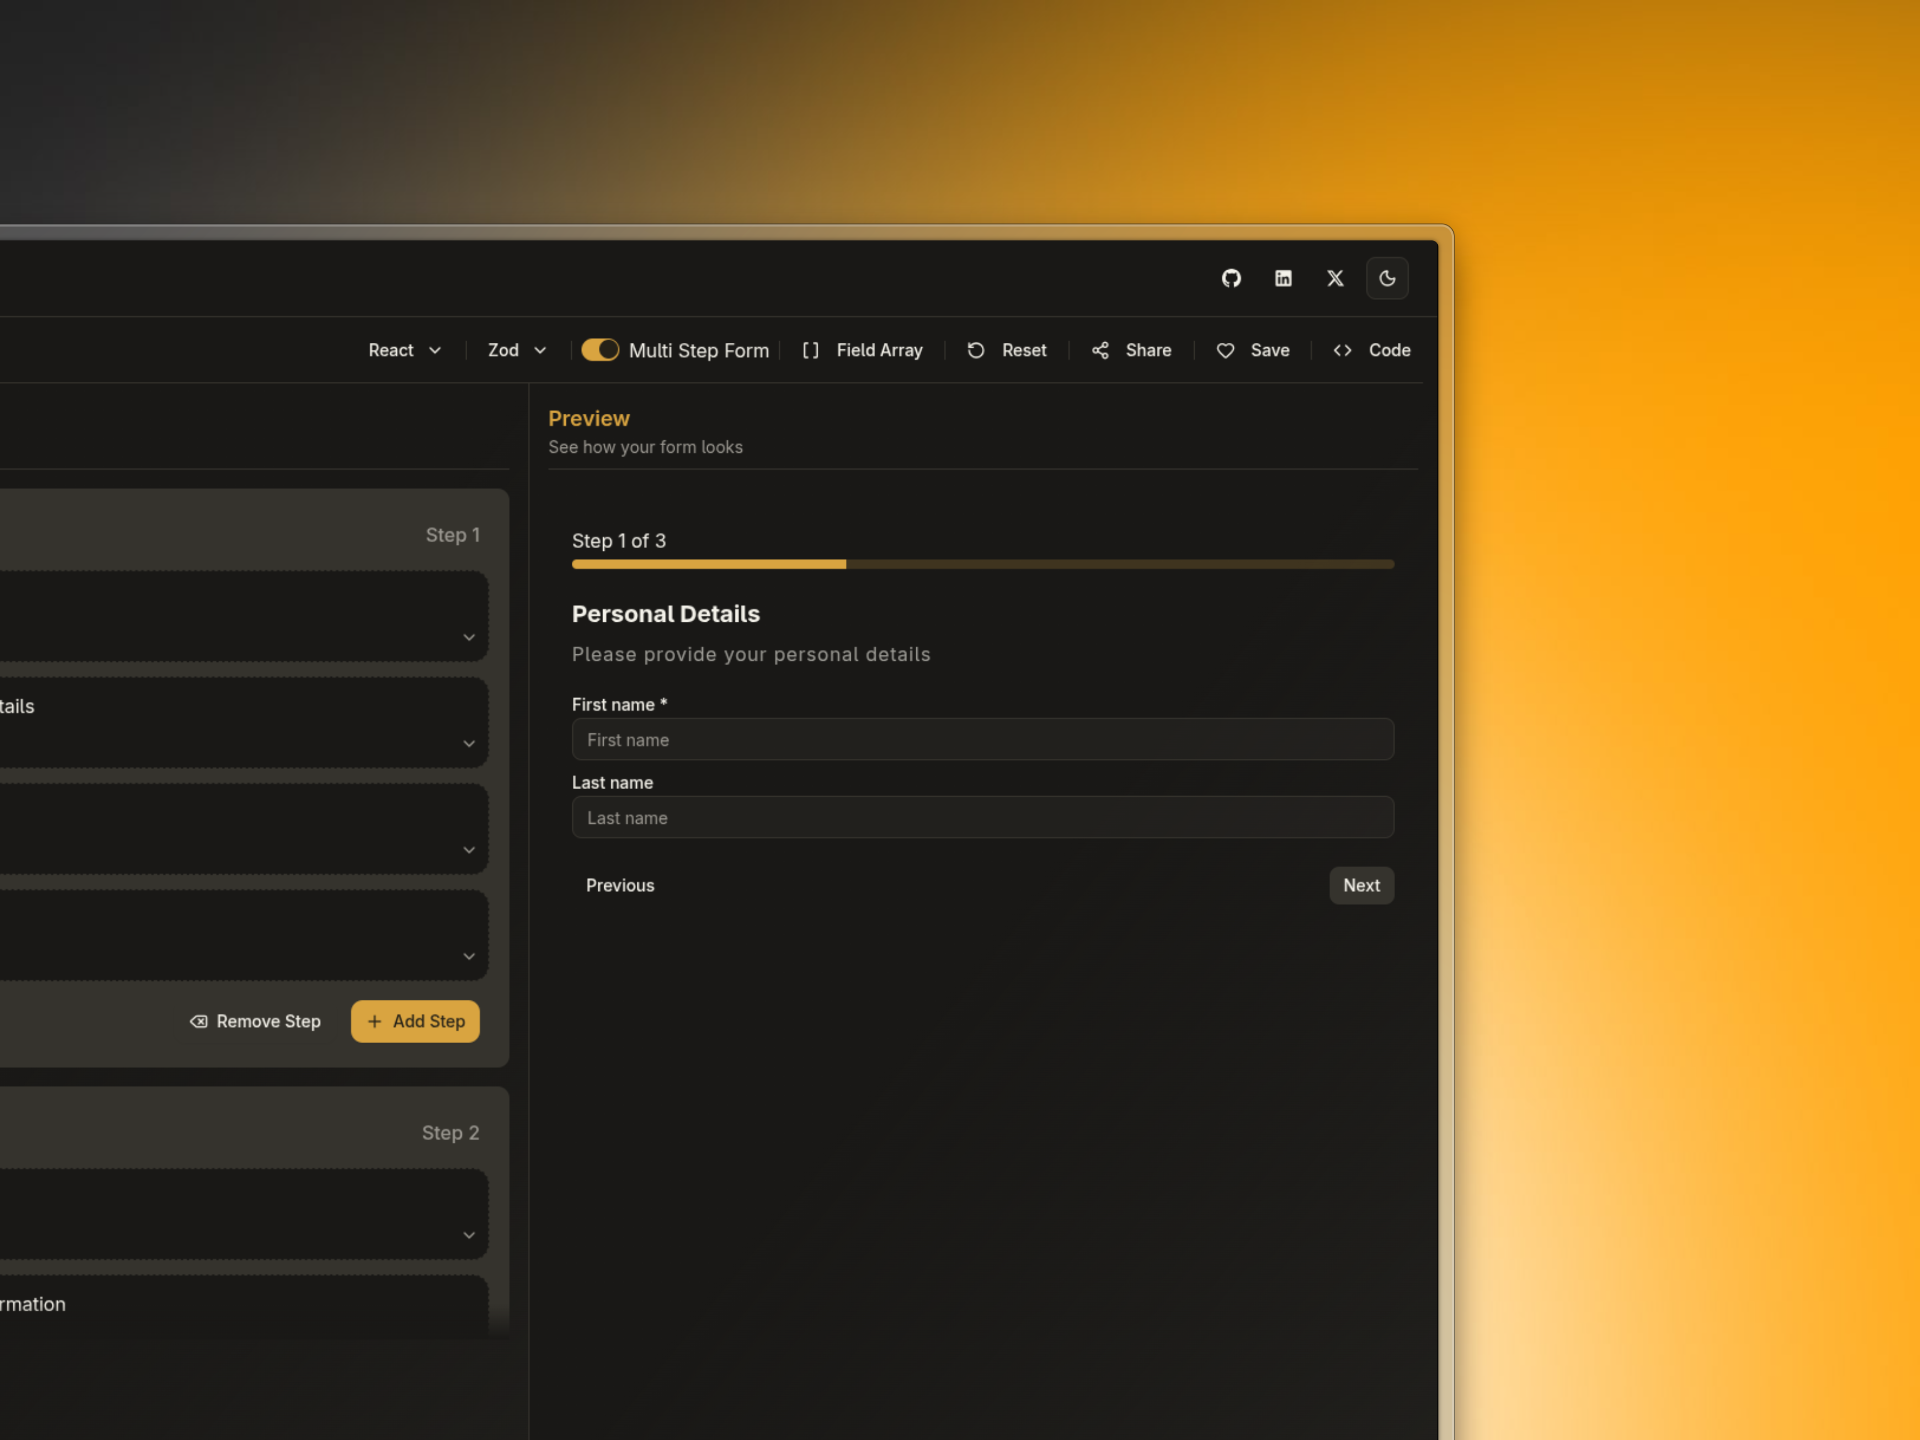 React
Zod
Multi Step Form
Field Array
Reset
Share
Save
Code
Preview
See how your form looks
Step 1
tails
Remove Step
Add Step
Step 2
rmation
Step 1 of 3
Personal Details
Please provide your personal details
First name *
First name
Last name
Last name
Previous
Next